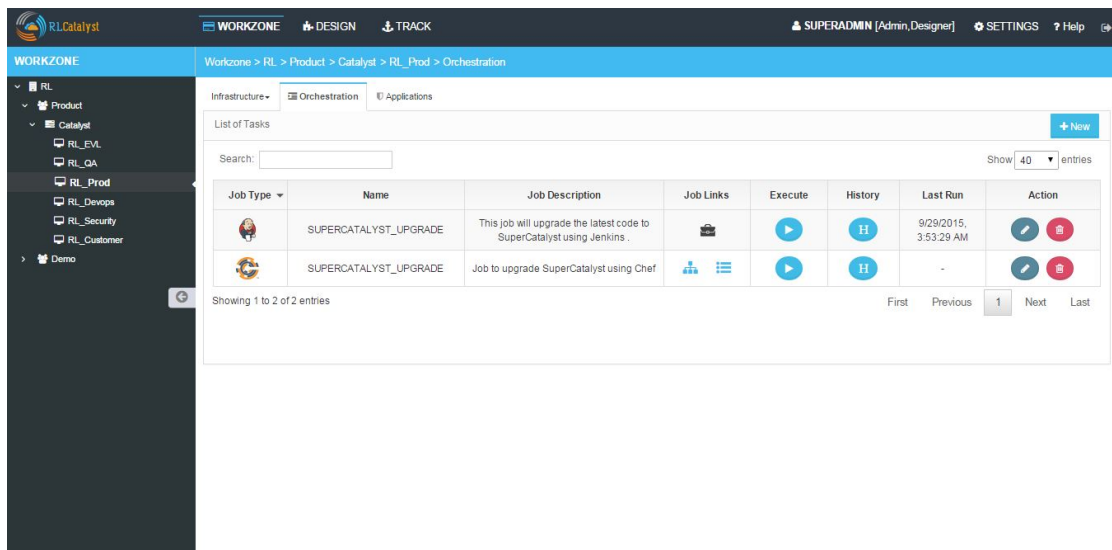 RLCatalyst
WORKZONE
DESIGN
TRACK
SUPERADMIN [Admin,Designer]
SETTINGS
? Help
WORKZONE
Workzone > RL > Product > Catalyst > RL_Prod > Orchestration
RL
Product
Catalyst
RL_EVL
RL_QA
RL_Prod
RL_Devops
RL_Security
RL_Customer
Demo
Infrastructure
Orchestration
Applications
List of Tasks
+ New
Search:
Show 40 entries
Job Type Name Job Description Job Links Execute History Last Run Action
SUPERCATALYST_UPGRADE
This job will upgrade the latest code to
SuperCatalyst using Jenkins .
H
9/29/2015,
3:53:29 AM
SUPERCATALYST_UPGRADE
Job to upgrade SuperCatalyst using Chef
H
-
Showing 1 to 2 of 2 entries
First Previous 1 Next Last